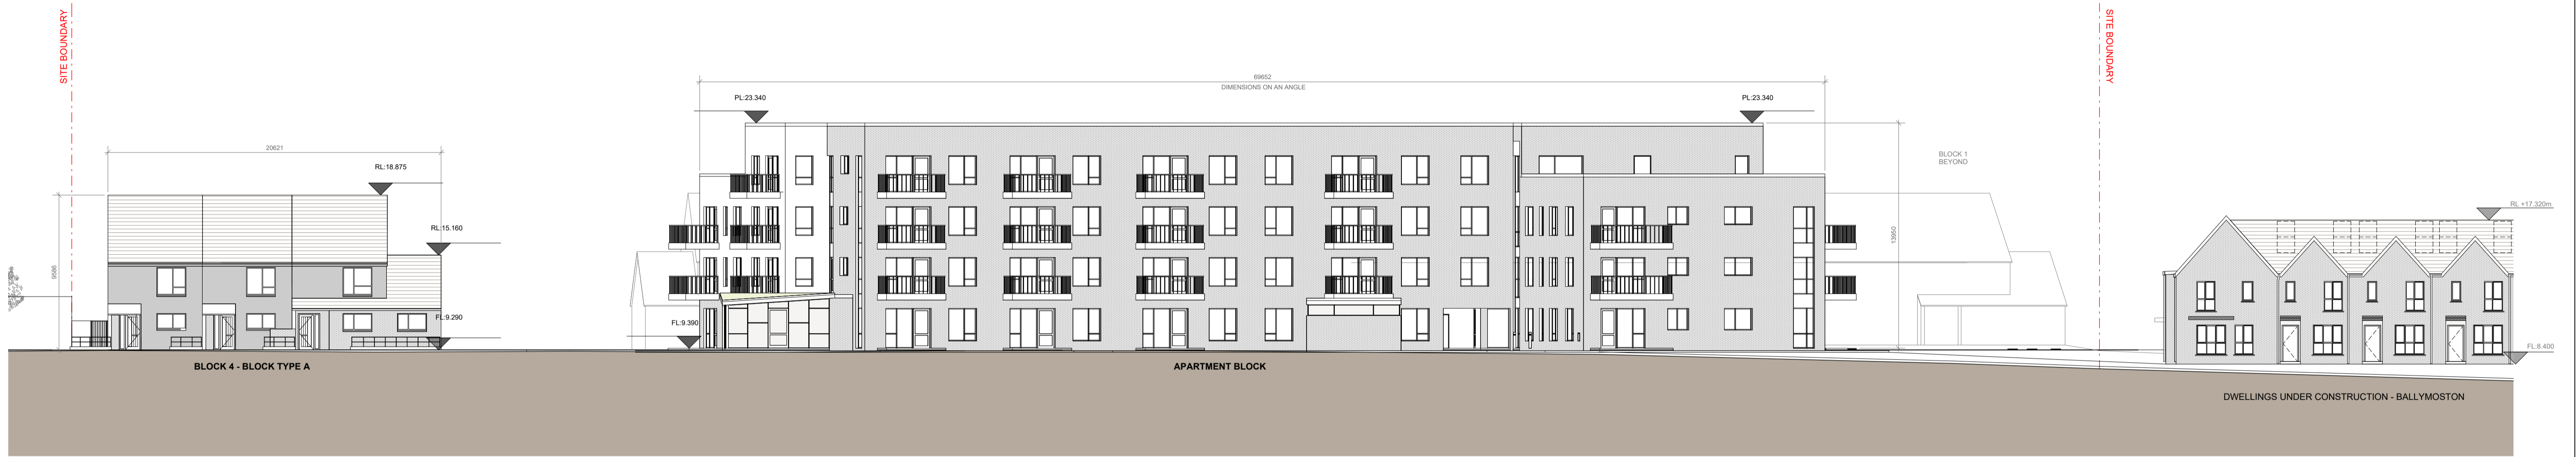 SITE BOUNDARY
SITE BOUNDARY
69652
DIMENSIONS ON AN ANGLE
PL:23.340
PL:23.340
20621
RL:18.875
BLOCK 1
BEYOND
RL +17.320m
RL:15.160
13950
9586
FL:9.290
FL:9.390
FL:8.400
BLOCK 4 - BLOCK TYPE A
APARTMENT BLOCK
DWELLINGS UNDER CONSTRUCTION - BALLYMOSTON